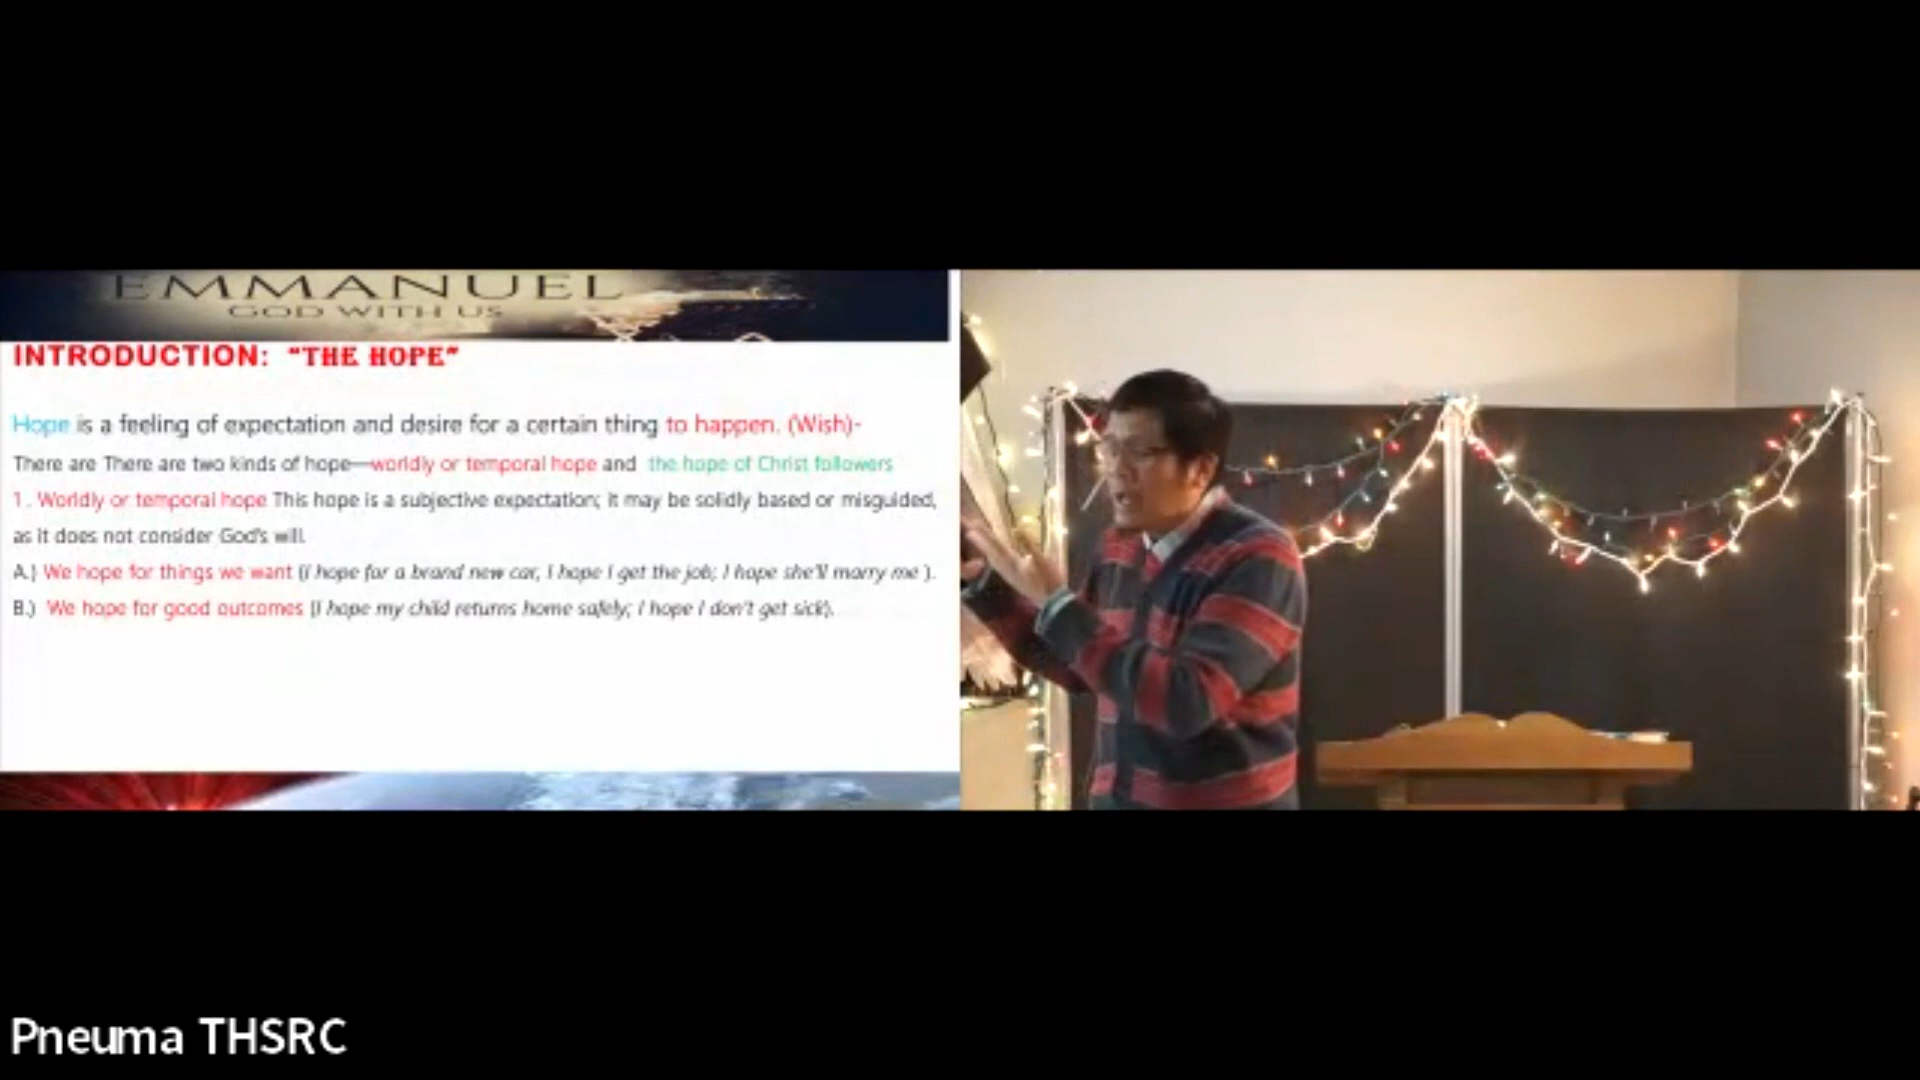 EMMANUEL
GOD WITH US
INTRODUCTION: "THE HOPE"
Hope is a feeling of expectation and desire for a certain thing to happen. (Wish)-
There are There are two kinds of hope—worldly or temporal hope and the hope of Christ followers
1. Worldly or temporal hope This hope is a subjective expectation; it may be solidly based or misguided,
as it does not consider God's will.
A.) We hope for things we want (I hope for a brand new car, I hope I get the job; I hope she'll marry me ).
B.) We hope for good outcomes (I hope my child returns home safely; I hope I don't get sick).
Pneuma THSRC